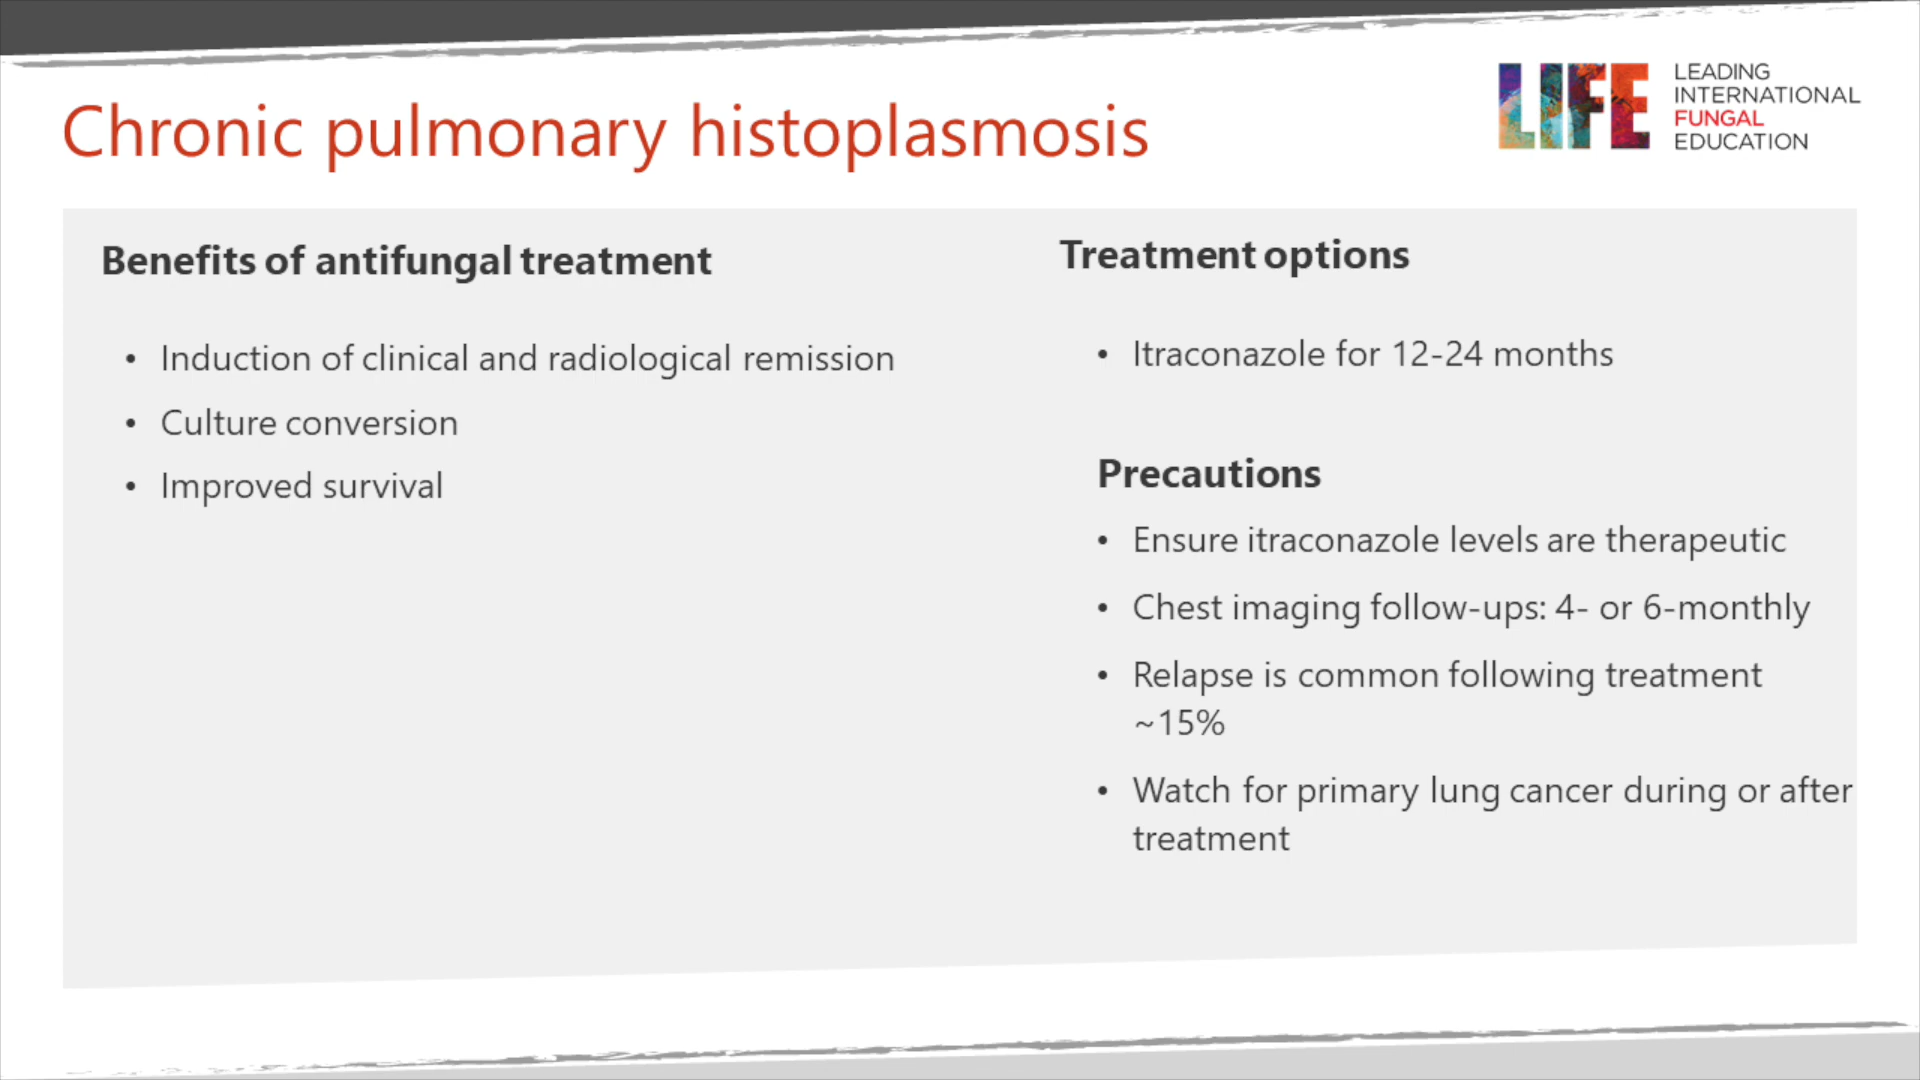 Chronic pulmonary histoplasmosis
LIFE
LEADING
INTERNATIONAL
FUNGAL
EDUCATION
Benefits of antifungal treatment
• Induction of clinical and radiological remission
• Culture conversion
• Improved survival
Treatment options
• Itraconazole for 12-24 months
Precautions
• Ensure itraconazole levels are therapeutic
• Chest imaging follow-ups: 4- or 6-monthly
• Relapse is common following treatment
~15%
• Watch for primary lung cancer during or after
treatment